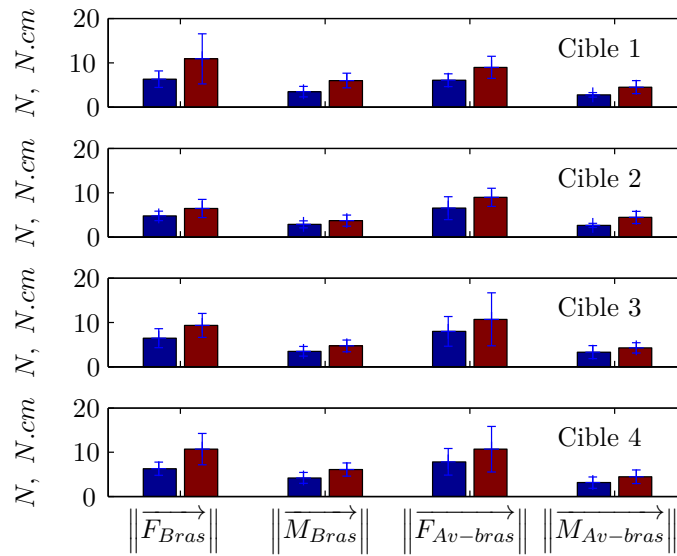 20
10
0
N, N.cm
Cible 1
20
10
0
N, N.cm
Cible 2
20
10
0
N, N.cm
Cible 3
20
10
0
N, N.cm
Cible 4
‖F_Bras‖ ‖M_Bras‖ ‖F_Av−bras‖ ‖M_Av−bras‖